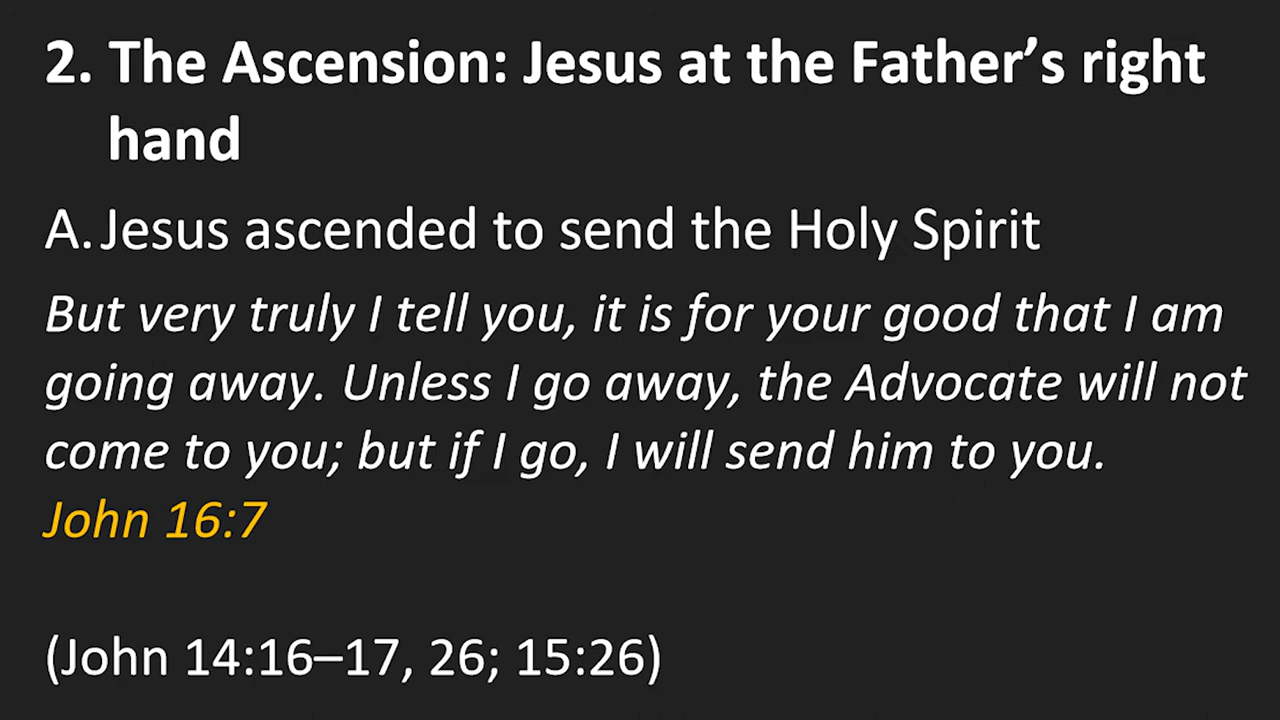 2. The Ascension: Jesus at the Father’s right
hand
A. Jesus ascended to send the Holy Spirit
But very truly I tell you, it is for your good that I am
going away. Unless I go away, the Advocate will not
come to you; but if I go, I will send him to you.
John 16:7
(John 14:16–17, 26; 15:26)